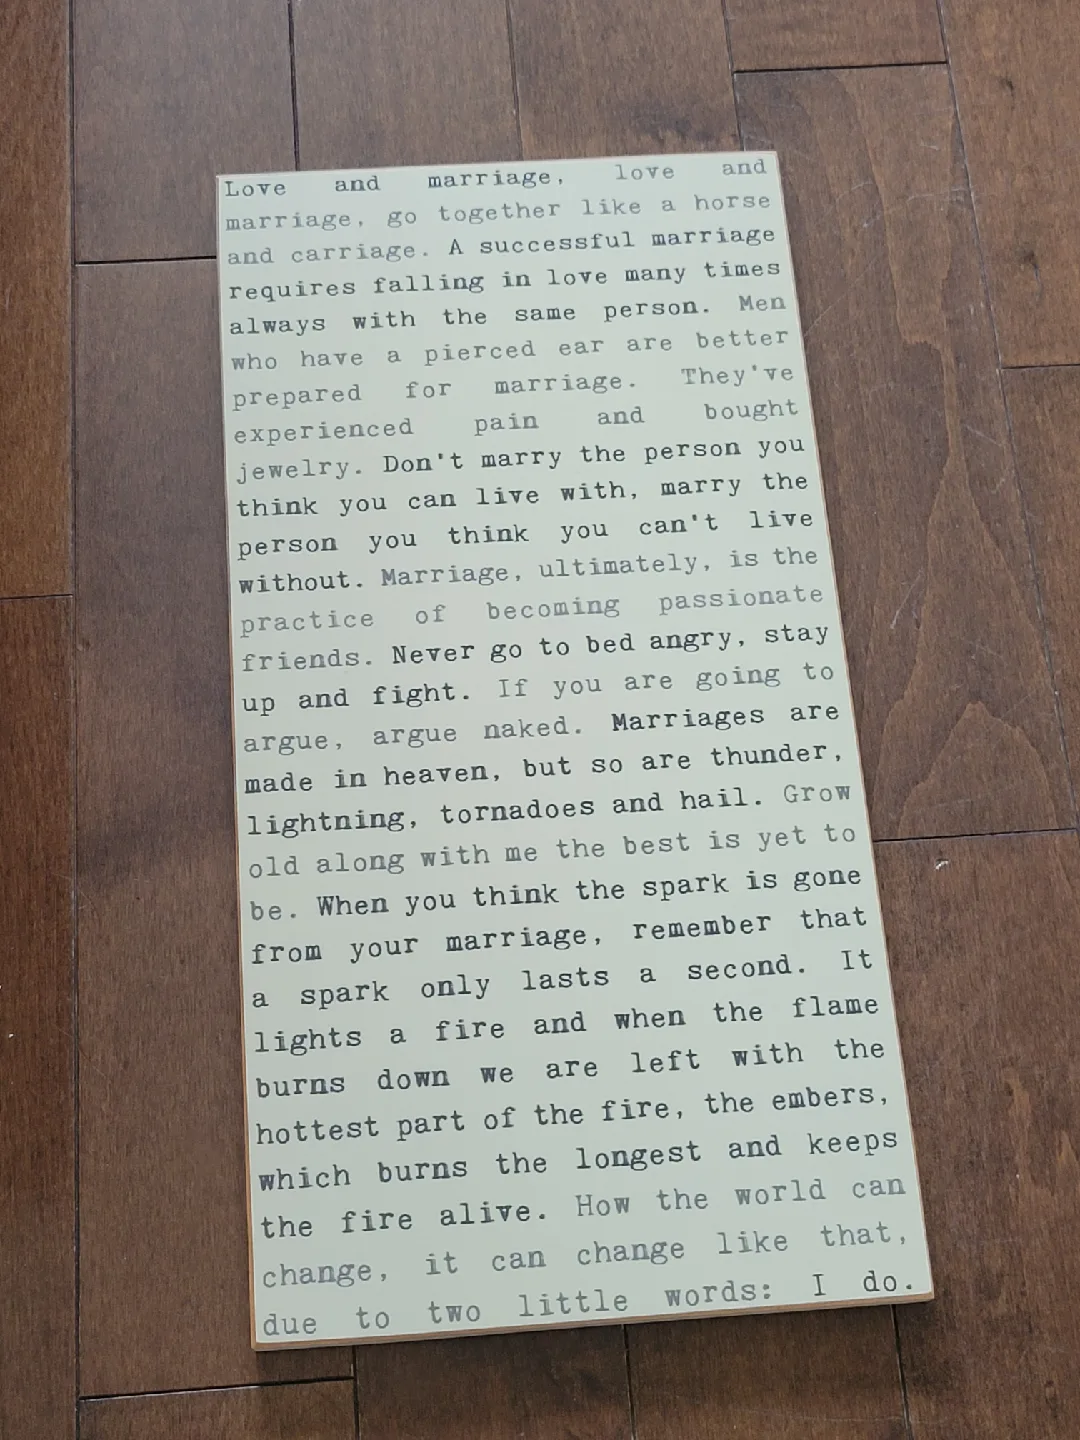 Love and marriage, love and
marriage, go together like a horse
and carriage. A successful marriage
requires falling in love many times
always with the same person. Men
who have a pierced ear are better
prepared for marriage. They've
experienced pain and bought
jewelry. Don't marry the person you
think you can live with, marry the
person you think you can't live
without. Marriage, ultimately, is the
practice of becoming passionate
friends. Never go to bed angry, stay
up and fight. If you are going to
argue, argue naked. Marriages are
made in heaven, but so are thunder,
lightning, tornadoes and hail. Grow
old along with me the best is yet to
be. When you think the spark is gone
from your marriage, remember that
a spark only lasts a second. It
lights a fire and when the flame
burns down we are left with the
hottest part of the fire, the embers,
which burns the longest and keeps
the fire alive. How the world can
change, it can change like that,
due to two little words: I do.